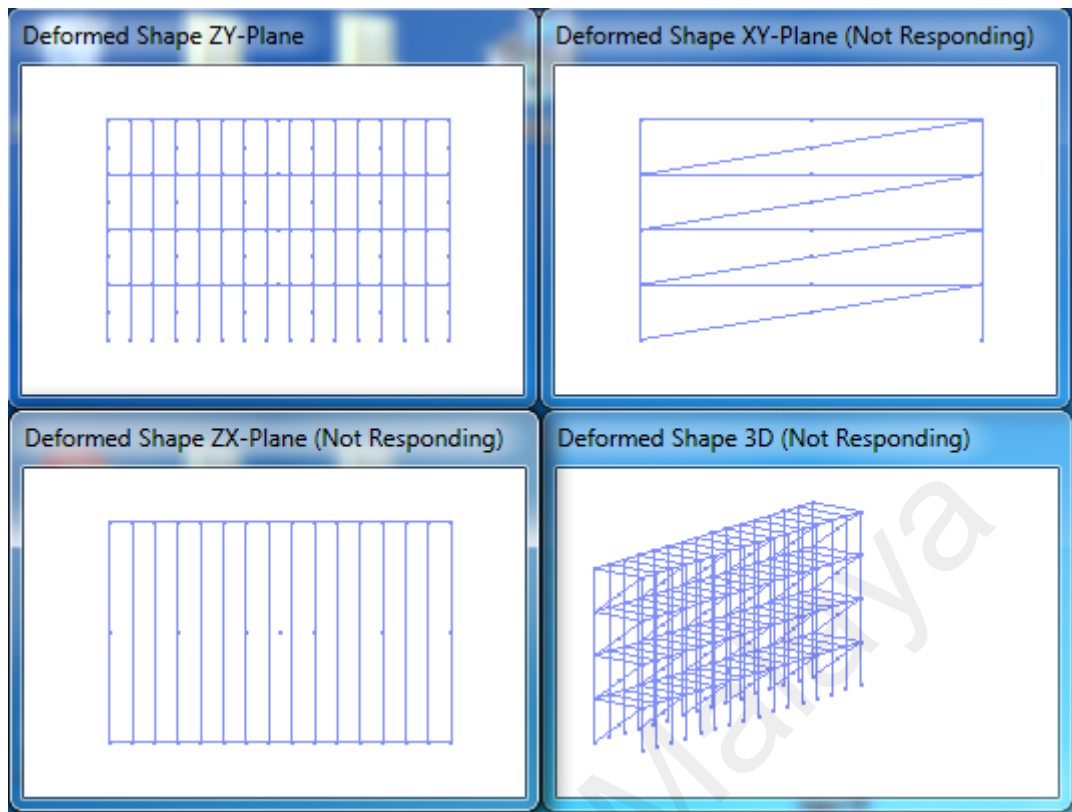 Deformed Shape ZY-Plane
Deformed Shape XY-Plane (Not Responding)
Deformed Shape ZX-Plane (Not Responding)
Deformed Shape 3D (Not Responding)
Malaya